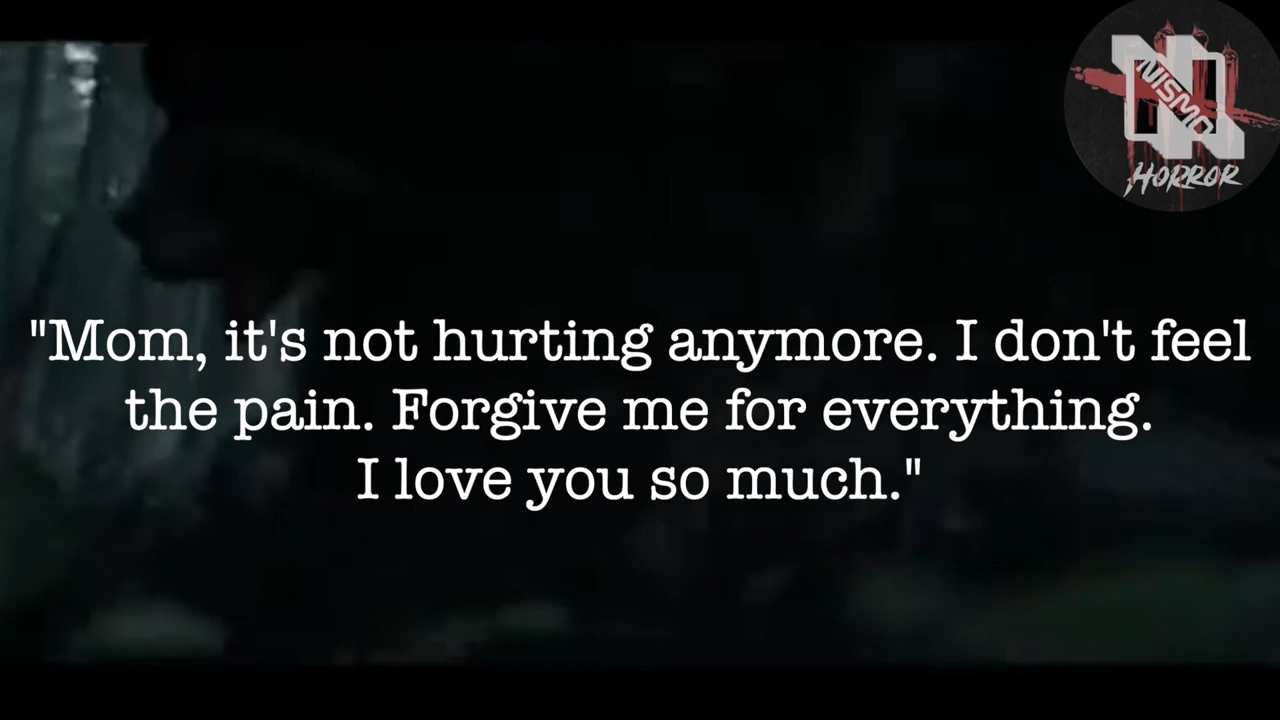 NISMO
HORROR
"Mom, it's not hurting anymore. I don't feel
the pain. Forgive me for everything.
I love you so much."